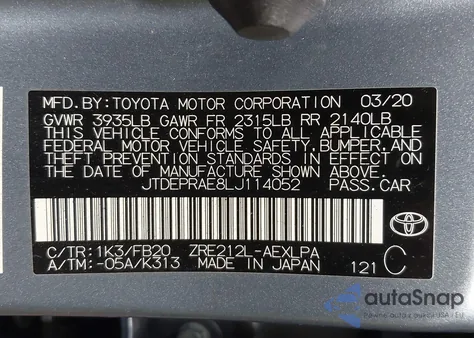 MFD.BY:TOYOTA MOTOR CORPORATION 03/20
GVWR 3935LB GAWR FR 2315LB RR 2140LB
THIS VEHICLE CONFORMS TO ALL APPLICABLE
FEDERAL MOTOR VEHICLE SAFETY, BUMPER, AND
THEFT PREVENTION STANDARDS IN EFFECT ON
THE DATE OF MANUFACTURE SHOWN ABOVE.
JTDEPRAE8LJ114052 PASS.CAR
C/TR:1K3/FB20 ZRE212L-AEXLPA
A/TM:-05A/K313 MADE IN JAPAN 121 C
autoSnap